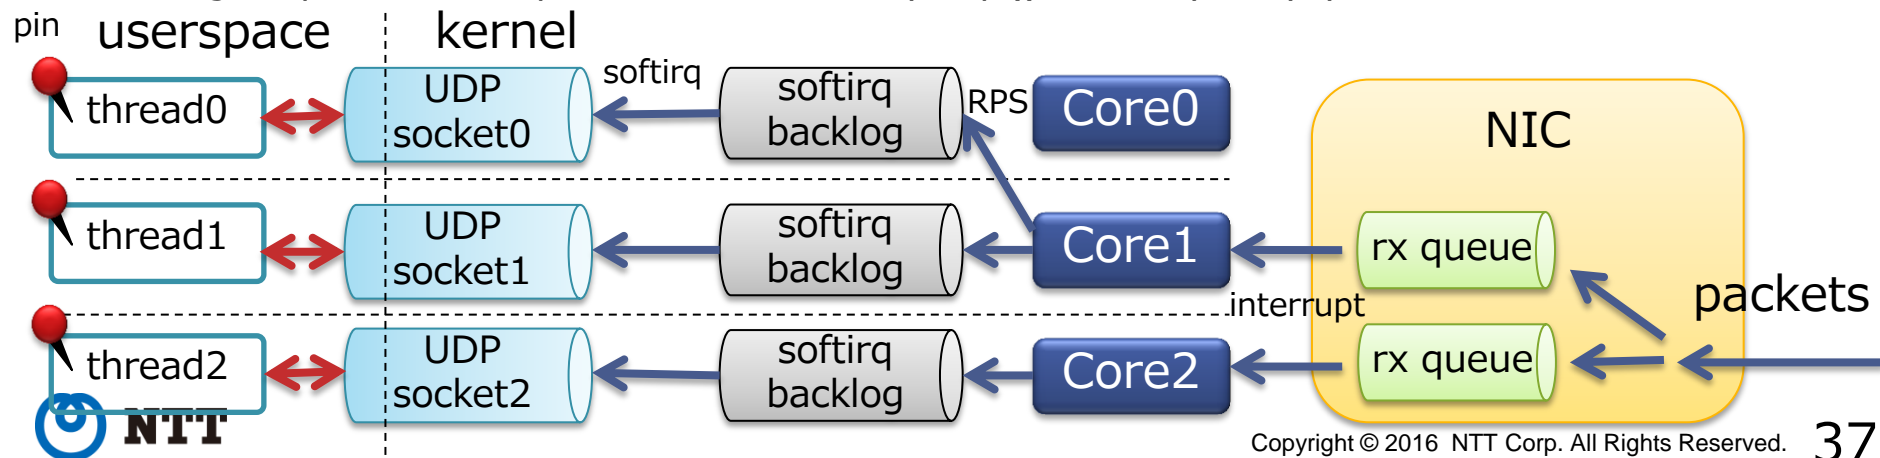 pin
userspace
kernel
thread0
UDP
socket0
softirq
softirq
backlog
RPS
Core0
NIC
thread1
UDP
socket1
softirq
backlog
Core1
rx queue
packets
interrupt
thread2
UDP
socket2
softirq
backlog
Core2
rx queue
NTT
Copyright © 2016 NTT Corp. All Rights Reserved.
37